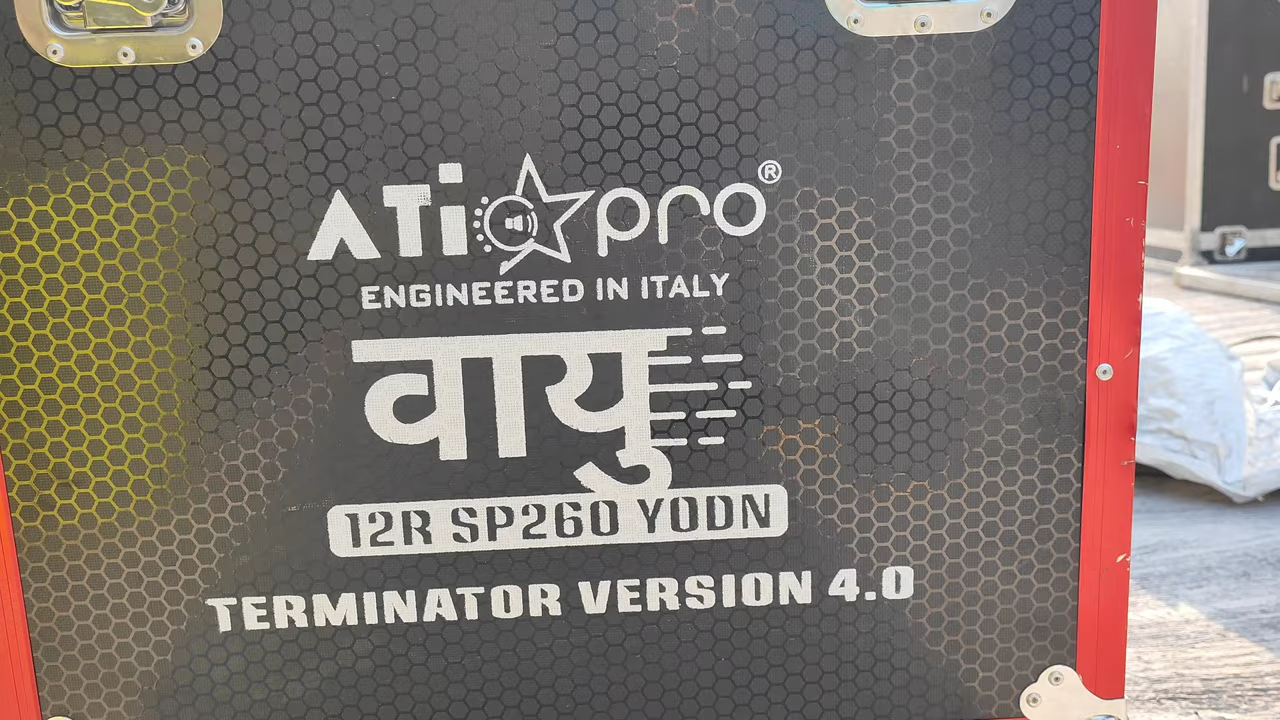 ATi pro®
ENGINEERED IN ITALY
वायु
12R SP260 YODN
TERMINATOR VERSION 4.0